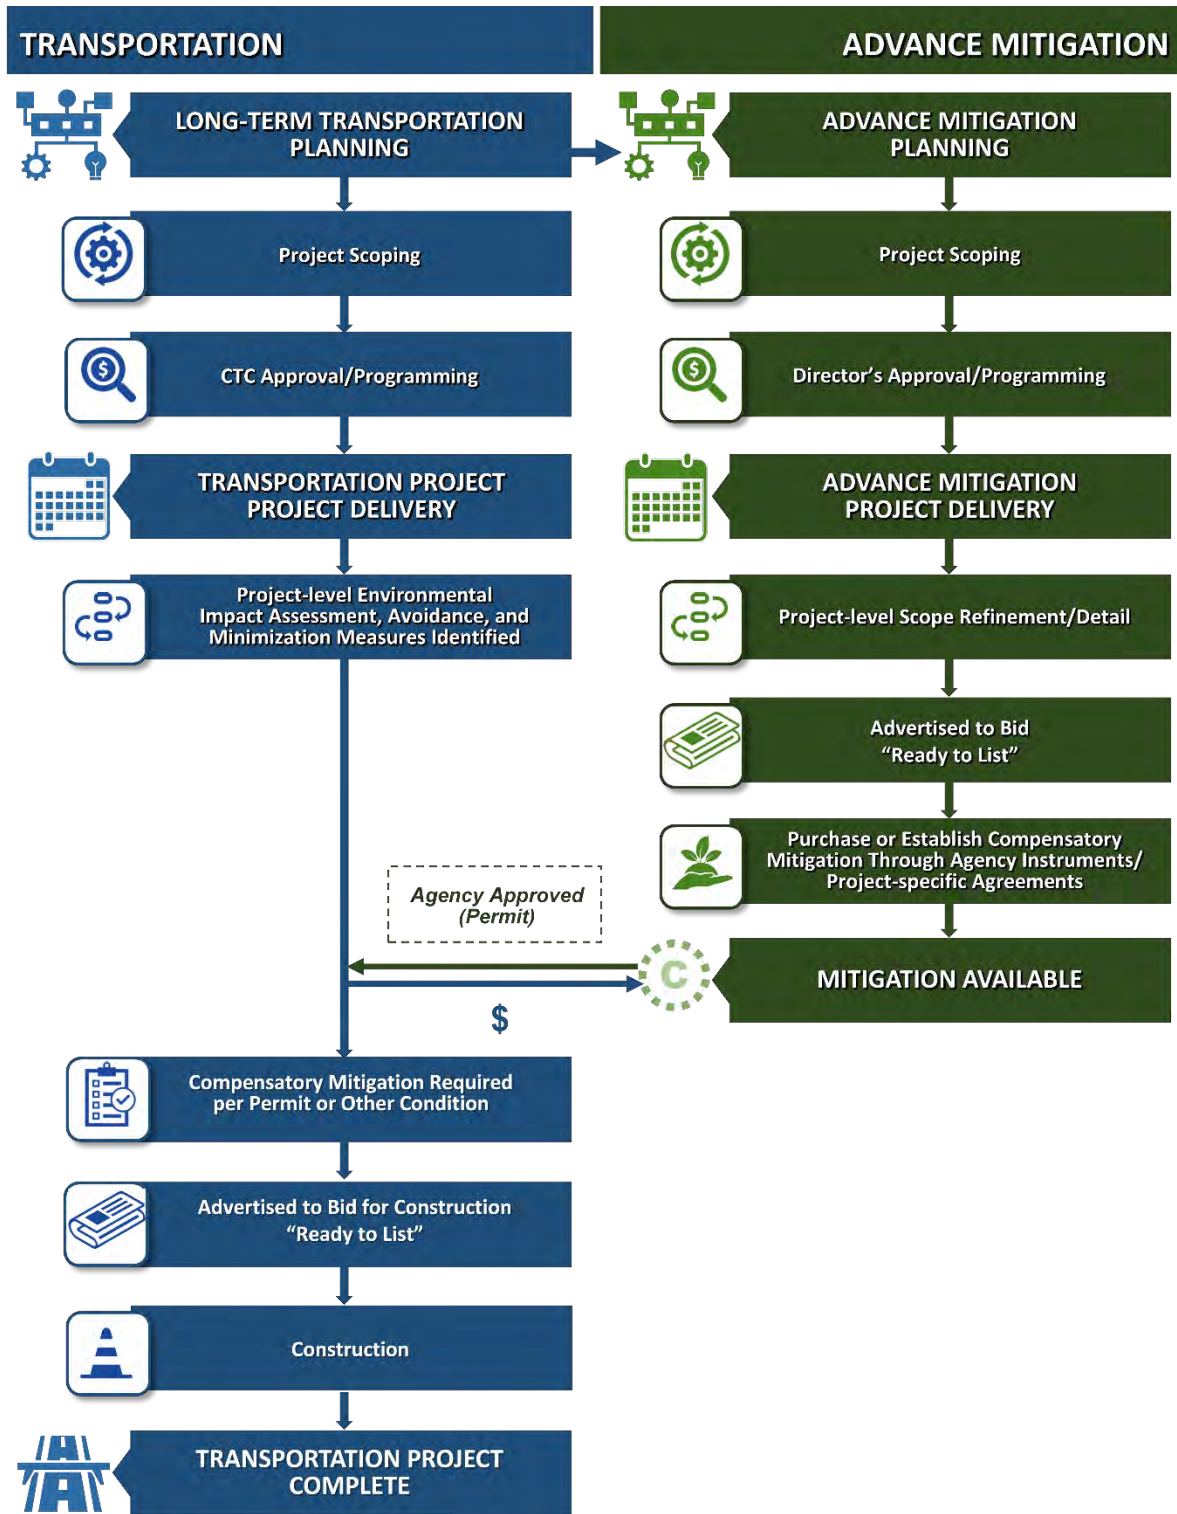 TRANSPORTATION
ADVANCE MITIGATION
LONG-TERM TRANSPORTATION
PLANNING
ADVANCE MITIGATION
PLANNING
Project Scoping
Project Scoping
CTC Approval/Programming
$
Director's Approval/Programming
$
TRANSPORTATION PROJECT
PROJECT DELIVERY
ADVANCE MITIGATION
PROJECT DELIVERY
Project-level Environmental
Impact Assessment, Avoidance, and
Minimization Measures Identified
Project-level Scope Refinement/Detail
Advertised to Bid
“Ready to List”
Purchase or Establish Compensatory
Mitigation Through Agency Instruments/
Project-specific Agreements
Agency Approved
(Permit)
C
MITIGATION AVAILABLE
$
Compensatory Mitigation Required
per Permit or Other Condition
Advertised to Bid for Construction
“Ready to List”
Construction
TRANSPORTATION PROJECT
COMPLETE